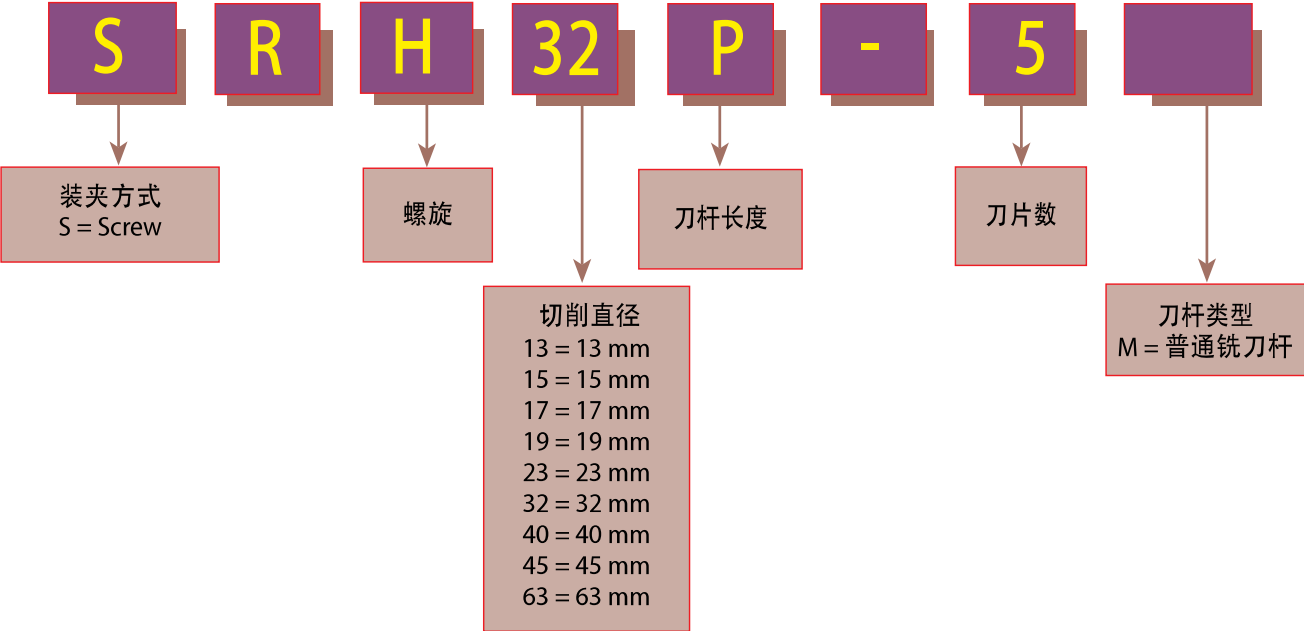 S R H 32 P - 5
装夹方式
S = Screw
螺旋
刀杆长度
刀片数
切削直径
13 = 13 mm
15 = 15 mm
17 = 17 mm
19 = 19 mm
23 = 23 mm
32 = 32 mm
40 = 40 mm
45 = 45 mm
63 = 63 mm
刀杆类型
M = 普通铣刀杆